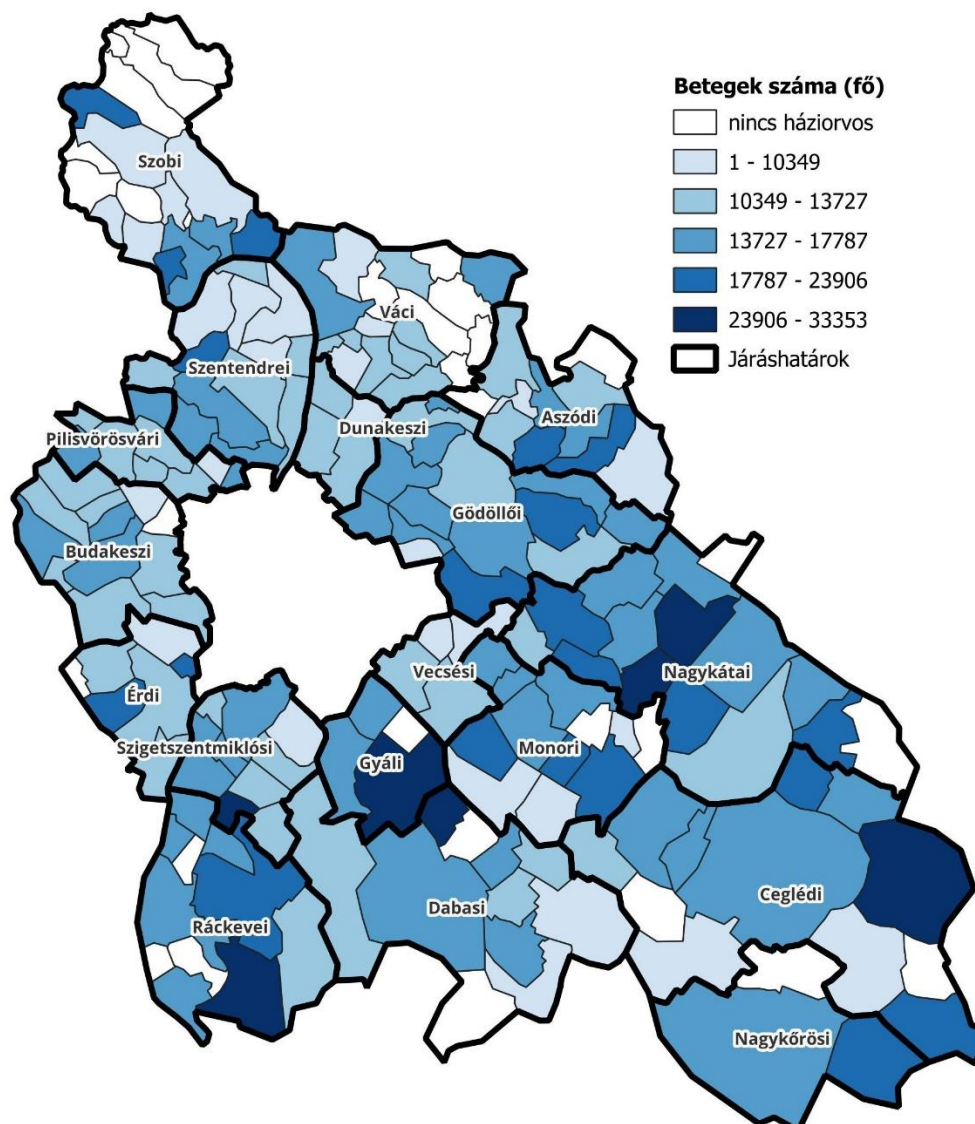 Betegek száma (fő)
nincs háziorvos
1 - 10349
10349 - 13727
13727 - 17787
17787 - 23906
23906 - 33353
Járáshatárok
Szobi
Váci
Szentendrei
Dunakeszi
Aszódi
Pilisvörösvári
Gödöllői
Budakeszi
Vecsési
Nagykátai
Érdi
Szigetszentmiklósi
Gyáli
Monori
Ceglédi
Dabasi
Ráckevei
Nagykőrösi